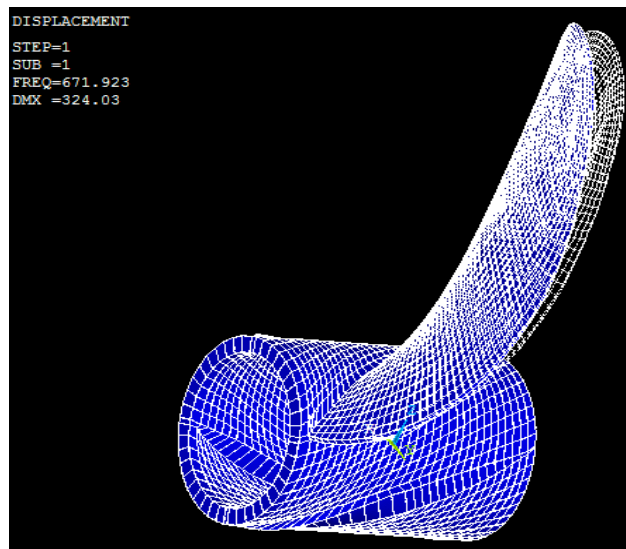 DISPLACEMENT
STEP=1
SUB =1
FREQ=671.923
DMX =324.03